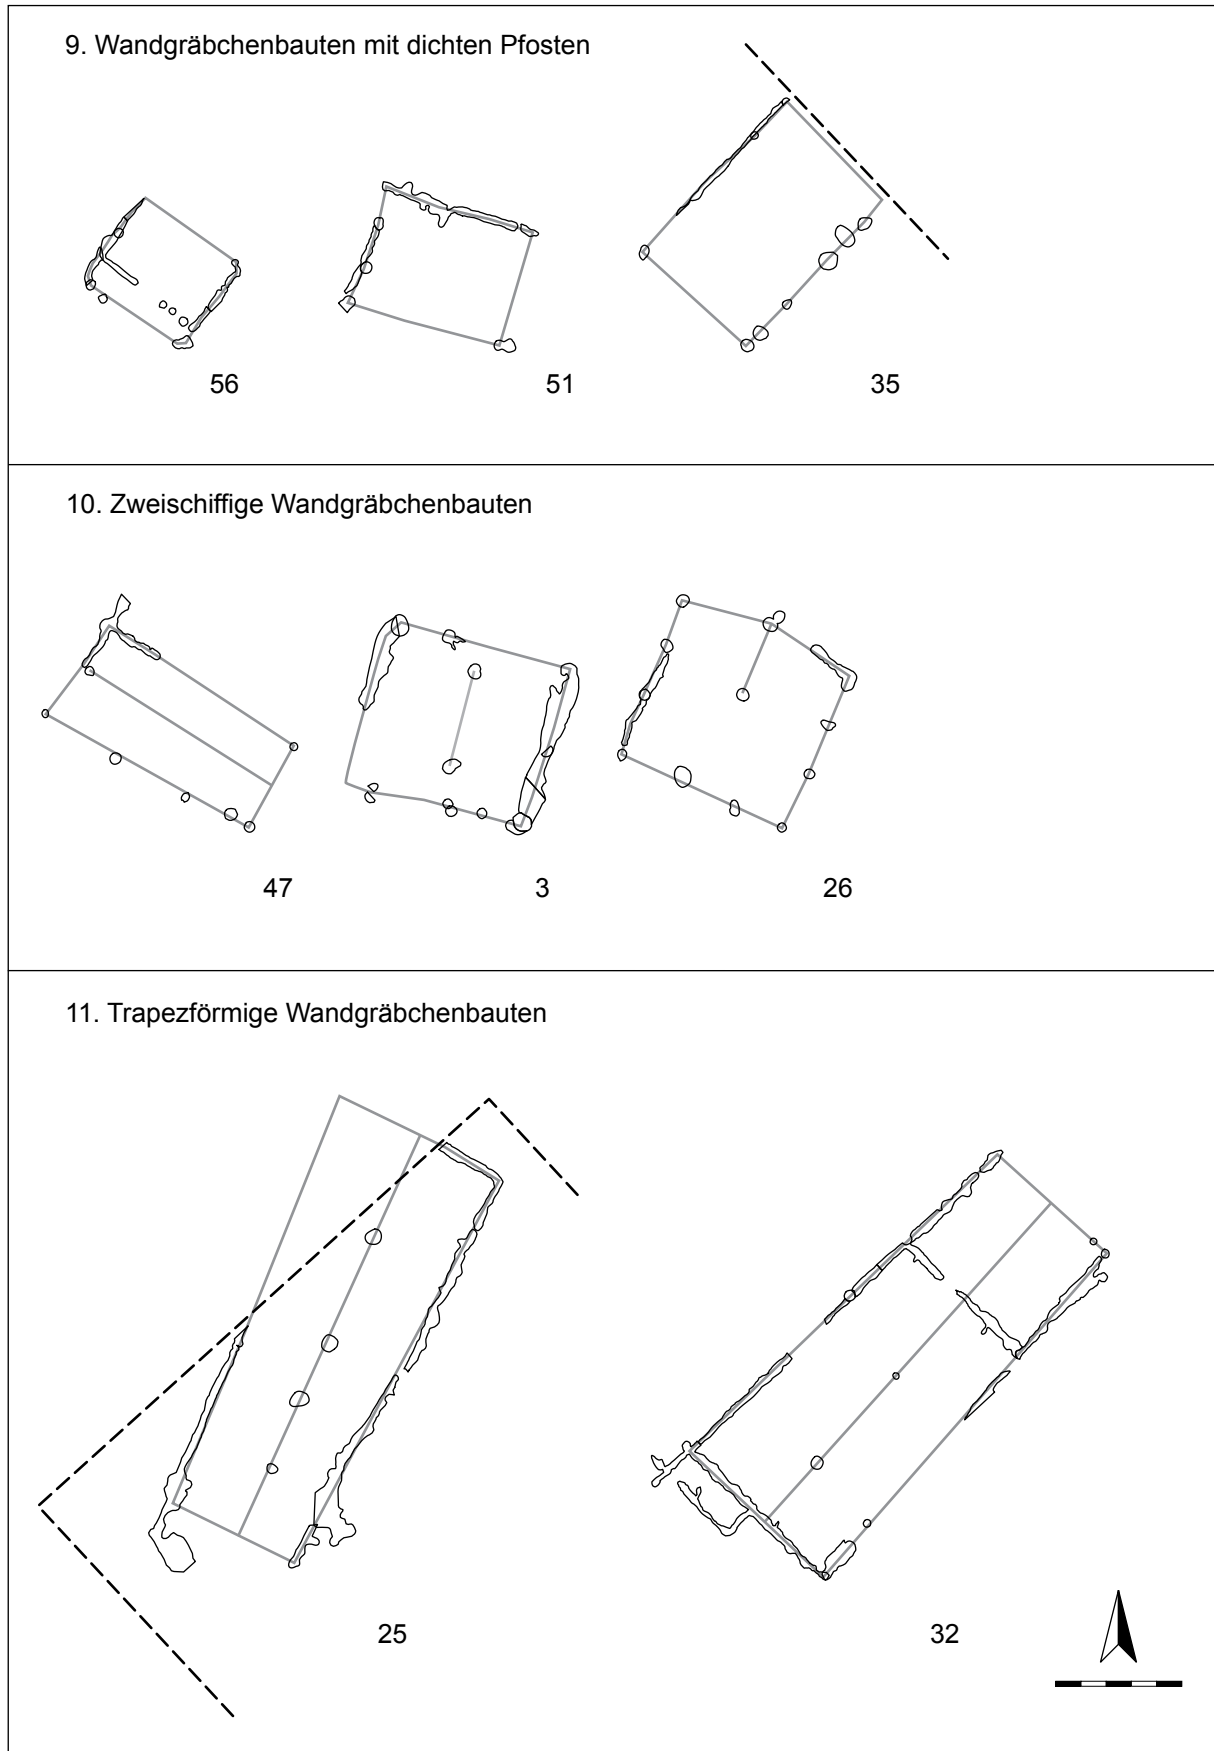 9. Wandgräbchenbauten mit dichten Pfosten
56
51
35
10. Zweischiffige Wandgräbchenbauten
47
3
26
11. Trapezförmige Wandgräbchenbauten
25
32